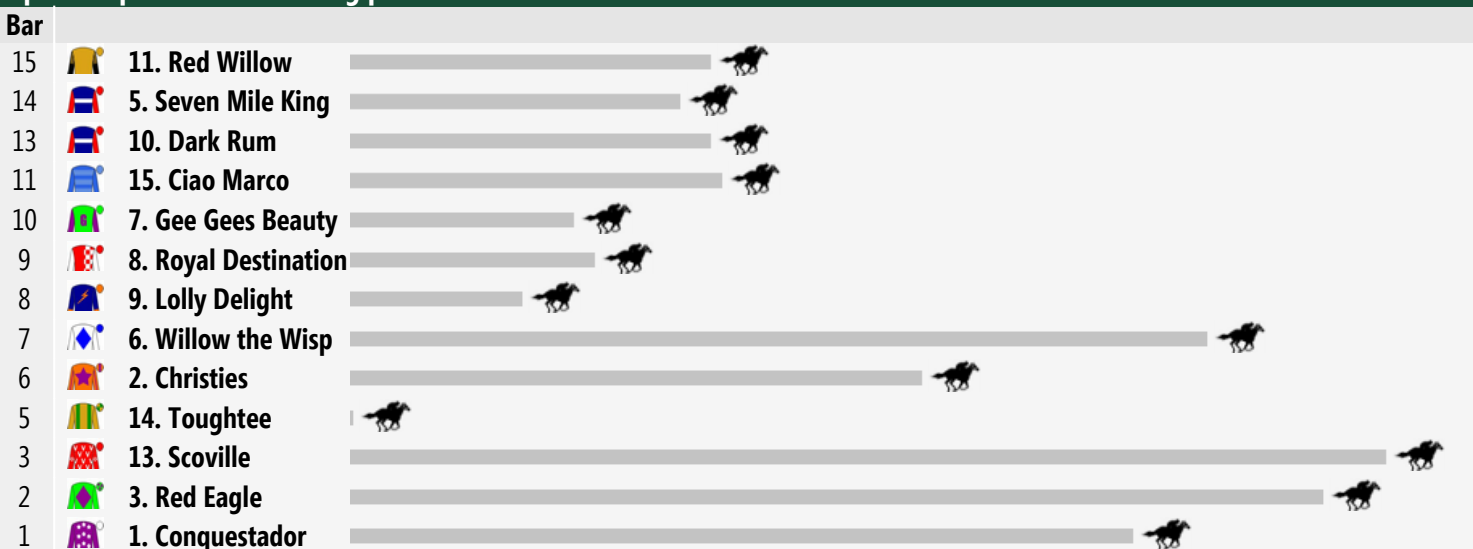 Bar
15 11. Red Willow
14 5. Seven Mile King
13 10. Dark Rum
11 15. Ciao Marco
10 G 7. Gee Gees Beauty
9 8. Royal Destination
8 9. Lolly Delight
7 6. Willow the Wisp
6 2. Christies
5 14. Toughtee
3 13. Scoville
2 3. Red Eagle
1 1. Conquestador